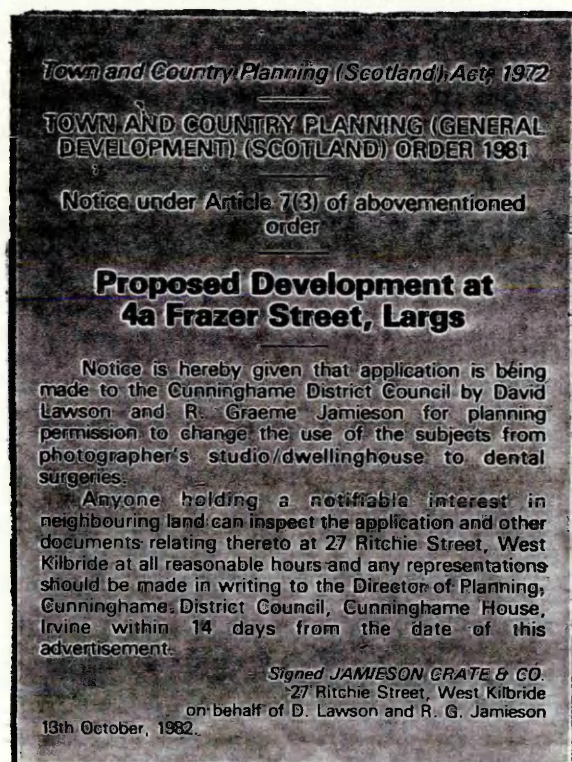 Town and Country Planning (Scotland) Act, 1972
TOWN AND COUNTRY PLANNING (GENERAL
DEVELOPMENT) (SCOTLAND) ORDER 1981
Notice under Article 7(3) of abovementioned
order
Proposed Development at
4a Frazer Street, Largs
Notice is hereby given that application is being
made to the Cunninghame District Council by David
Lawson and R. Graeme Jamieson for planning
permission to change the use of the subjects from
photographer's studio/dwellinghouse to dental
surgeries.
Anyone holding a notifiable interest in
neighbouring land can inspect the application and other
documents relating thereto at 27 Ritchie Street, West
Kilbride at all reasonable hours and any representations
should be made in writing to the Director of Planning,
Cunninghame District Council, Cunninghame House,
Irvine within 14 days from the date of this
advertisement.
Signed JAMIESON CRATE & CO.
27 Ritchie Street, West Kilbride
on behalf of D. Lawson and R. G. Jamieson
13th October, 1982.